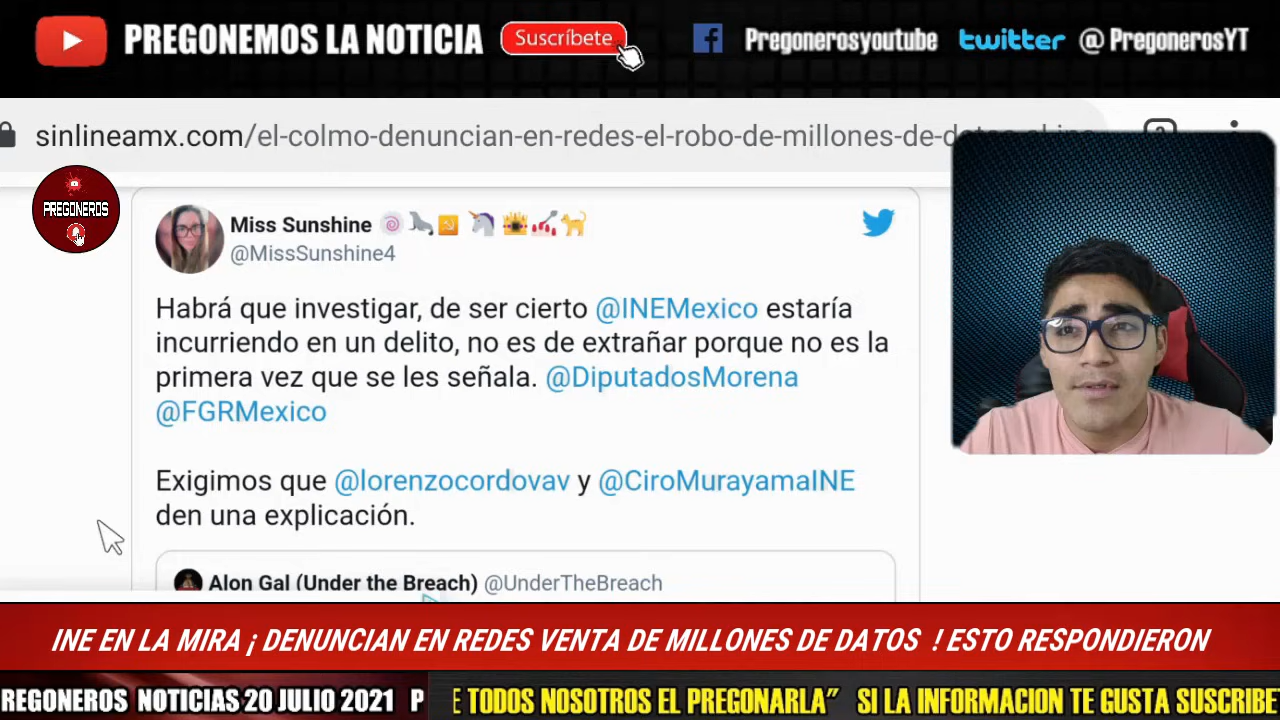 PREGONEMOS LA NOTICIA
Suscríbete
Pregonerosyoutube
twitter @ PregonerosYT
sinlineamx.com/el-colmo-denuncian-en-redes-el-robo-de-millones-de-d
PREGONEROS
Miss Sunshine
@MissSunshine4
Habrá que investigar, de ser cierto @INEMexico estaría
incurriendo en un delito, no es de extrañar porque no es la
primera vez que se les señala. @DiputadosMorena
@FGRMexico
Exigimos que @lorenzocordovav y @CiroMurayamaINE
den una explicación.
Alon Gal (Under the Breach) @UnderTheBreach
INE EN LA MIRA ¡ DENUNCIAN EN REDES VENTA DE MILLONES DE DATOS ! ESTO RESPONDIERON
REGONEROS NOTICIAS 20 JULIO 2021 P
E TODOS NOSOTROS EL PREGONARLA" SI LA INFORMACION TE GUSTA SUSCRIBE